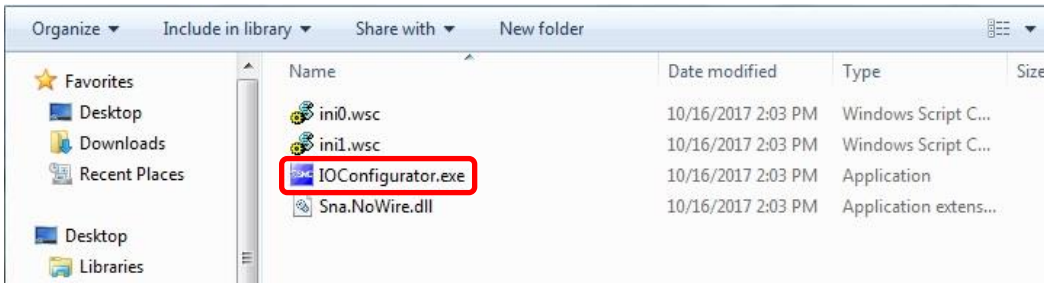 Organize Include in library Share with New folder
Favorites
Desktop
Downloads
Recent Places
Desktop
Libraries
Name Date modified Type Size
ini0.wsc 10/16/2017 2:03 PM Windows Script C...
ini1.wsc 10/16/2017 2:03 PM Windows Script C...
IOConfigurator.exe 10/16/2017 2:03 PM Application
Sna.NoWire.dll 10/16/2017 2:03 PM Application extens...